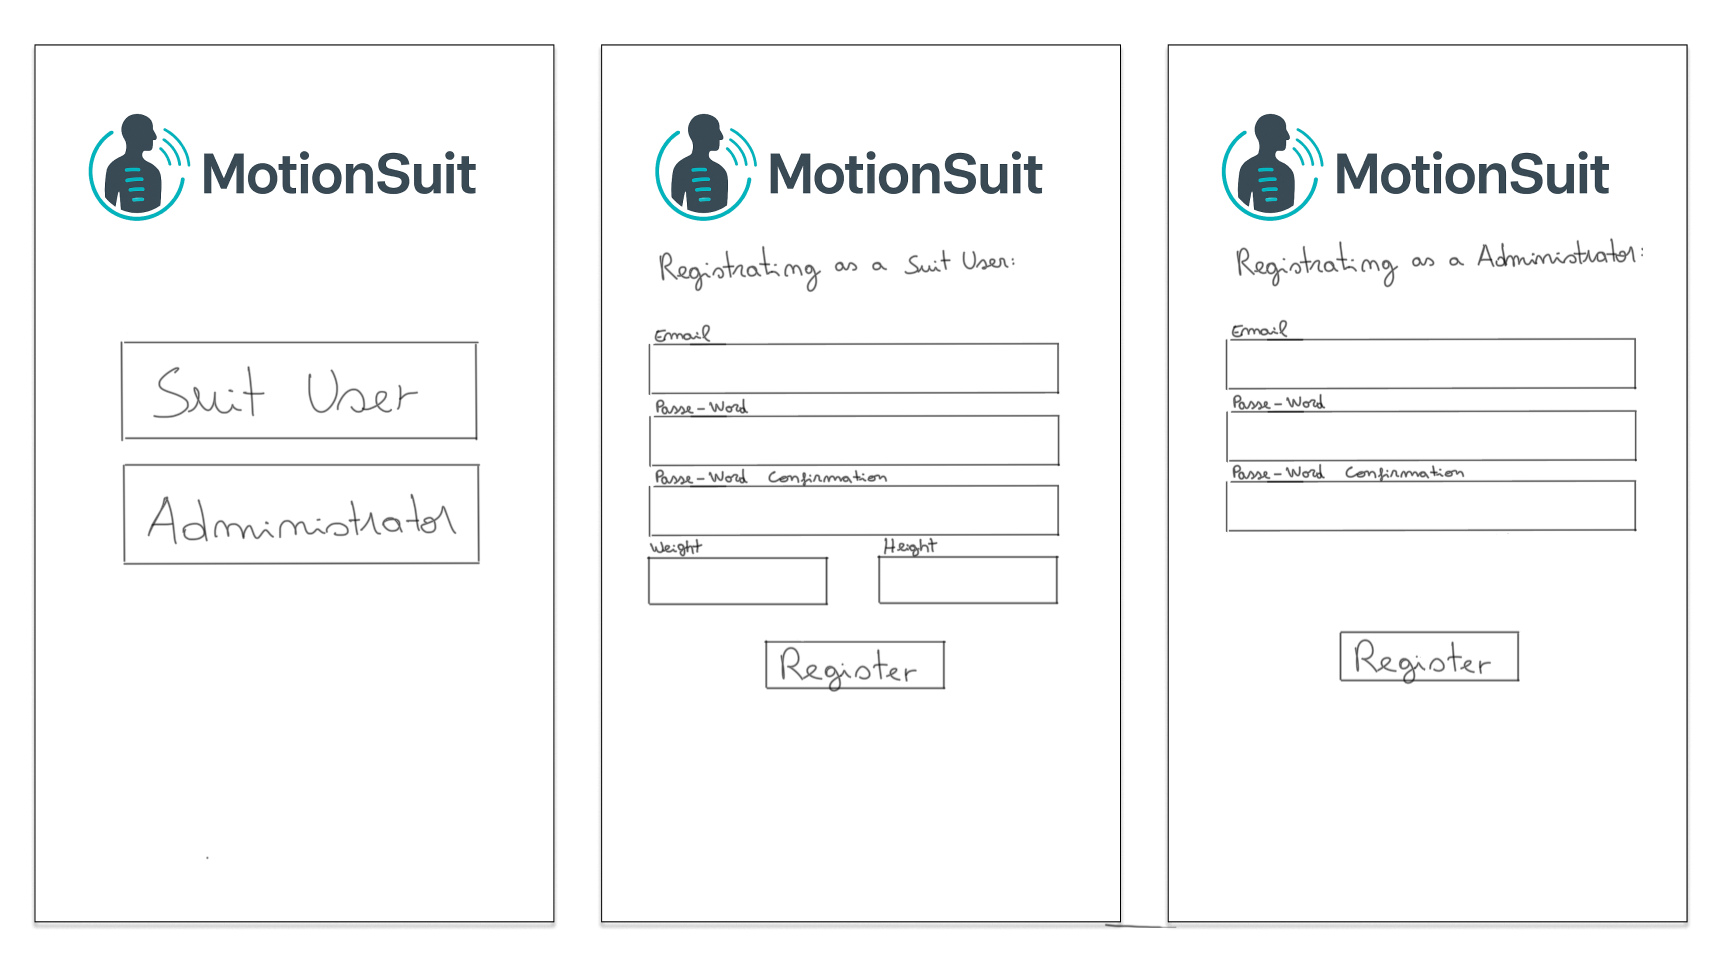 MotionSuit
Suit User
Administrator
MotionSuit
Registrating as a Suit User:
Email
Passe-Word
Passe-Word Confirmation
Weight
Height
Register
MotionSuit
Registrating as a Administrator:
Email
Passe-Word
Passe-Word Confirmation
Register